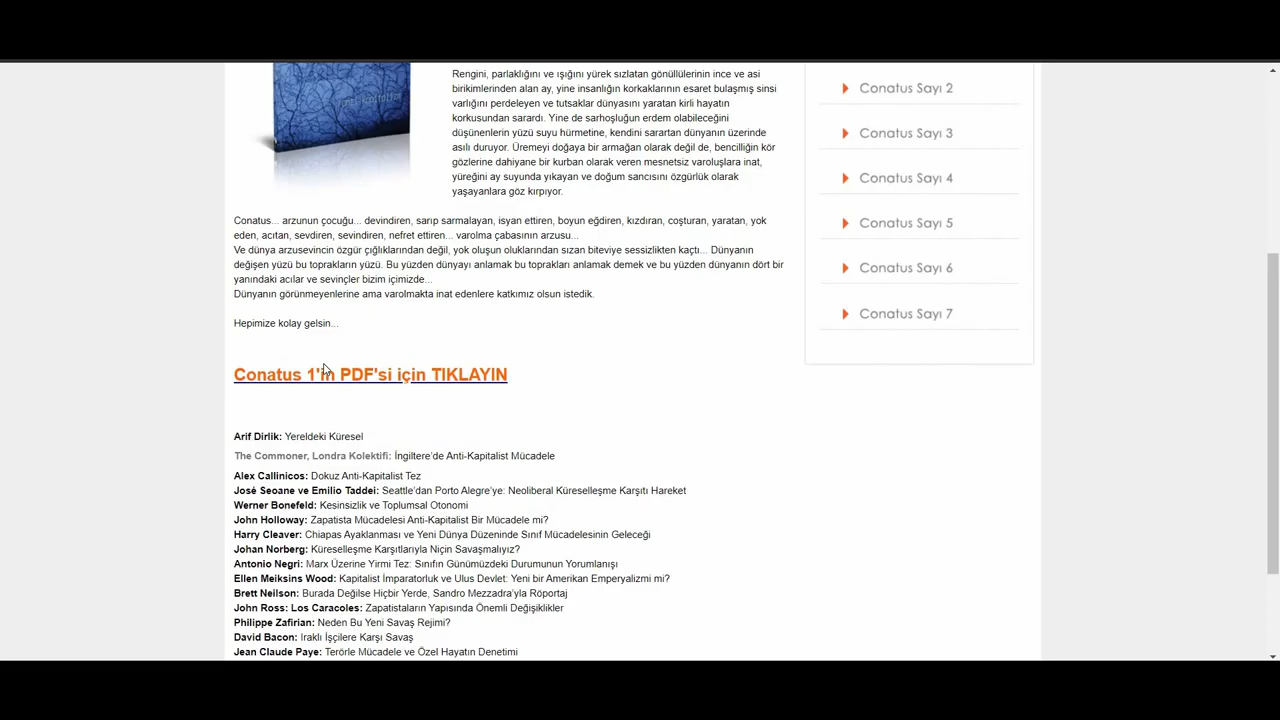 Anti-Kapitalizm
Rengini, parlaklığını ve ışığını yürek sızlatan gönüllülerinin ince ve asi
birikimlerinden alan ay, yine insanlığın korkaklarının esaret bulaşmış sinsi
varlığını perdeleyen ve tutsaklar dünyasını yaratan kirli hayatın
korkusundan sarardı. Yine de sarhoşluğun erdem olabileceğini
düşünenlerin yüzü suyu hürmetine, kendini sarartan dünyanın üzerinde
asılı duruyor. Üremeyi doğaya bir armağan olarak değil de, bencilliğin kör
gözlerine dahiyane bir kurban olarak veren mesnetsiz varoluşlara inat,
yüreğini ay suyunda yıkayan ve doğum sancısını özgürlük olarak
yaşayanlara göz kırpıyor.
Conatus... arzunun çocuğu... devindiren, sarıp sarmalayan, isyan ettiren, boyun eğdiren, kızdıran, coşturan, yaratan, yok
eden, acıtan, sevdiren, sevindiren, nefret ettiren... varolma çabasının arzusu...
Ve dünya arzusevincin özgür çığlıklarından değil, yok oluşun oluklarından sızan biteviye sessizlikten kaçtı... Dünyanın
değişen yüzü bu toprakların yüzü. Bu yüzden dünyayı anlamak bu toprakları anlamak demek ve bu yüzden dünyanın dört bir
yanındaki acılar ve sevinçler bizim içimizde...
Dünyanın görünmeyenlerine ama varolmakta inat edenlere katkımız olsun istedik.
Hepimize kolay gelsin...
Conatus 1'in PDF'si için TIKLAYIN
Arif Dirlik: Yereldeki Küresel
The Commoner, Londra Kolektifi: İngiltere'de Anti-Kapitalist Mücadele
Alex Callinicos: Dokuz Anti-Kapitalist Tez
José Seoane ve Emilio Taddei: Seattle'dan Porto Alegre'ye: Neoliberal Küreselleşme Karşıtı Hareket
Werner Bonefeld: Kesinsizlik ve Toplumsal Otonomi
John Holloway: Zapatista Mücadelesi Anti-Kapitalist Bir Mücadele mi?
Harry Cleaver: Chiapas Ayaklanması ve Yeni Dünya Düzeninde Sınıf Mücadelesinin Geleceği
Johan Norberg: Küreselleşme Karşıtlarıyla Niçin Savaşmalıyız?
Antonio Negri: Marx Üzerine Yirmi Tez: Sınıfın Günümüzdeki Durumunun Yorumlanışı
Ellen Meiksins Wood: Kapitalist İmparatorluk ve Ulus Devlet: Yeni bir Amerikan Emperyalizmi mi?
Brett Neilson: Burada Değilse Hiçbir Yerde, Sandro Mezzadra'yla Röportaj
John Ross: Los Caracoles: Zapatistaların Yapısında Önemli Değişiklikler
Philippe Zafirian: Neden Bu Yeni Savaş Rejimi?
David Bacon: Iraklı İşçilere Karşı Savaş
Jean Claude Paye: Terörle Mücadele ve Özel Hayatın Denetimi
Conatus Sayı 2
Conatus Sayı 3
Conatus Sayı 4
Conatus Sayı 5
Conatus Sayı 6
Conatus Sayı 7